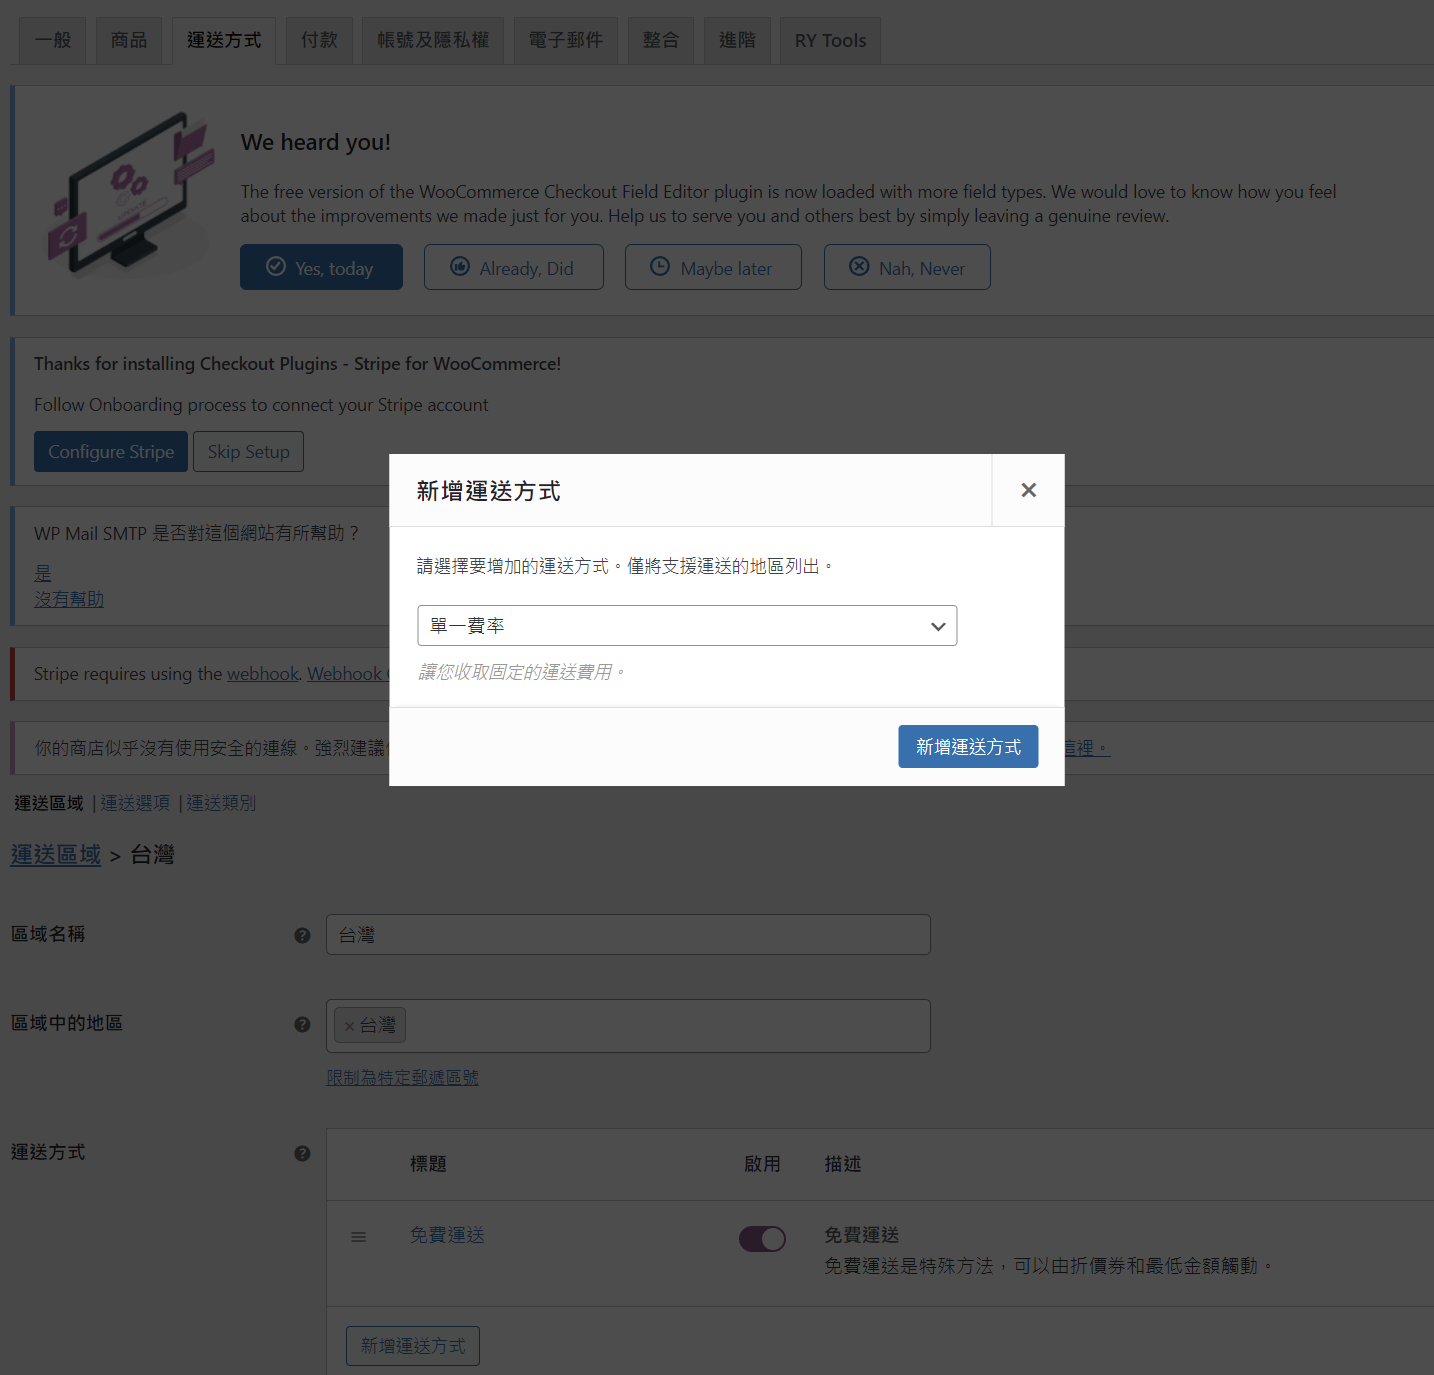 一般
商品
運送方式
付款
帳號及隱私權
電子郵件
整合
進階
RY Tools
We heard you!
The free version of the WooCommerce Checkout Field Editor plugin is now loaded with more field types. We would love to know how you feel
about the improvements we made just for you. Help us to serve you and others best by simply leaving a genuine review.
Yes, today
Already, Did
Maybe later
Nah, Never
Thanks for installing Checkout Plugins - Stripe for WooCommerce!
Follow Onboarding process to connect your Stripe account
Configure Stripe
Skip Setup
新增運送方式
WP Mail SMTP 是否對這個網站有所幫助？
是
沒有幫助
請選擇要增加的運送方式。僅將支援運送的地區列出。
單一費率
讓您收取固定的運送費用。
Stripe requires using the webhook. Webhook
你的商店似乎沒有使用安全的連線。強烈建議
這裡。
新增運送方式
運送區域 | 運送選項 | 運送類別
運送區域 > 台灣
區域名稱
台灣
區域中的地區
×台灣
限制為特定郵遞區號
運送方式
標題
啟用
描述
免費運送
免費運送
免費運送是特殊方法，可以由折價券和最低金額觸動。
新增運送方式